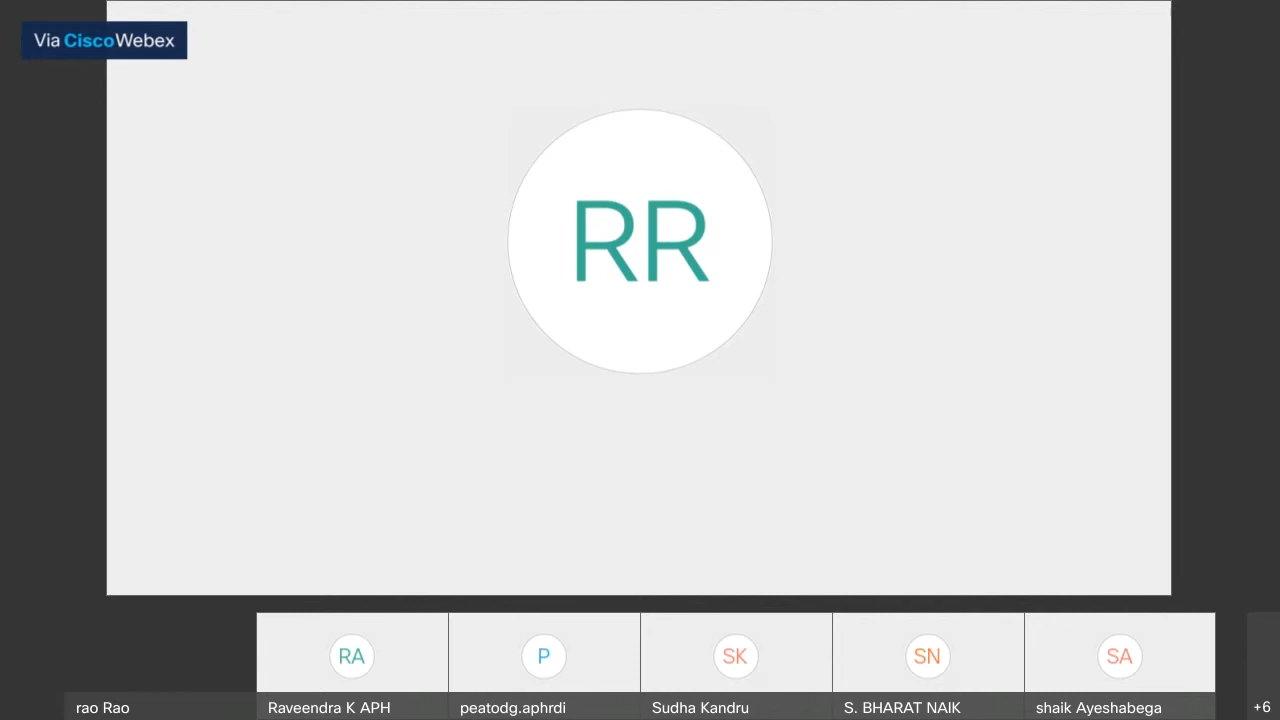 Via CiscoWebex
RR
RA
P
SK
SN
SA
rao Rao
Raveendra K APH
peatodg.aphrdi
Sudha Kandru
S. BHARAT NAIK
shaik Ayeshabega
+6